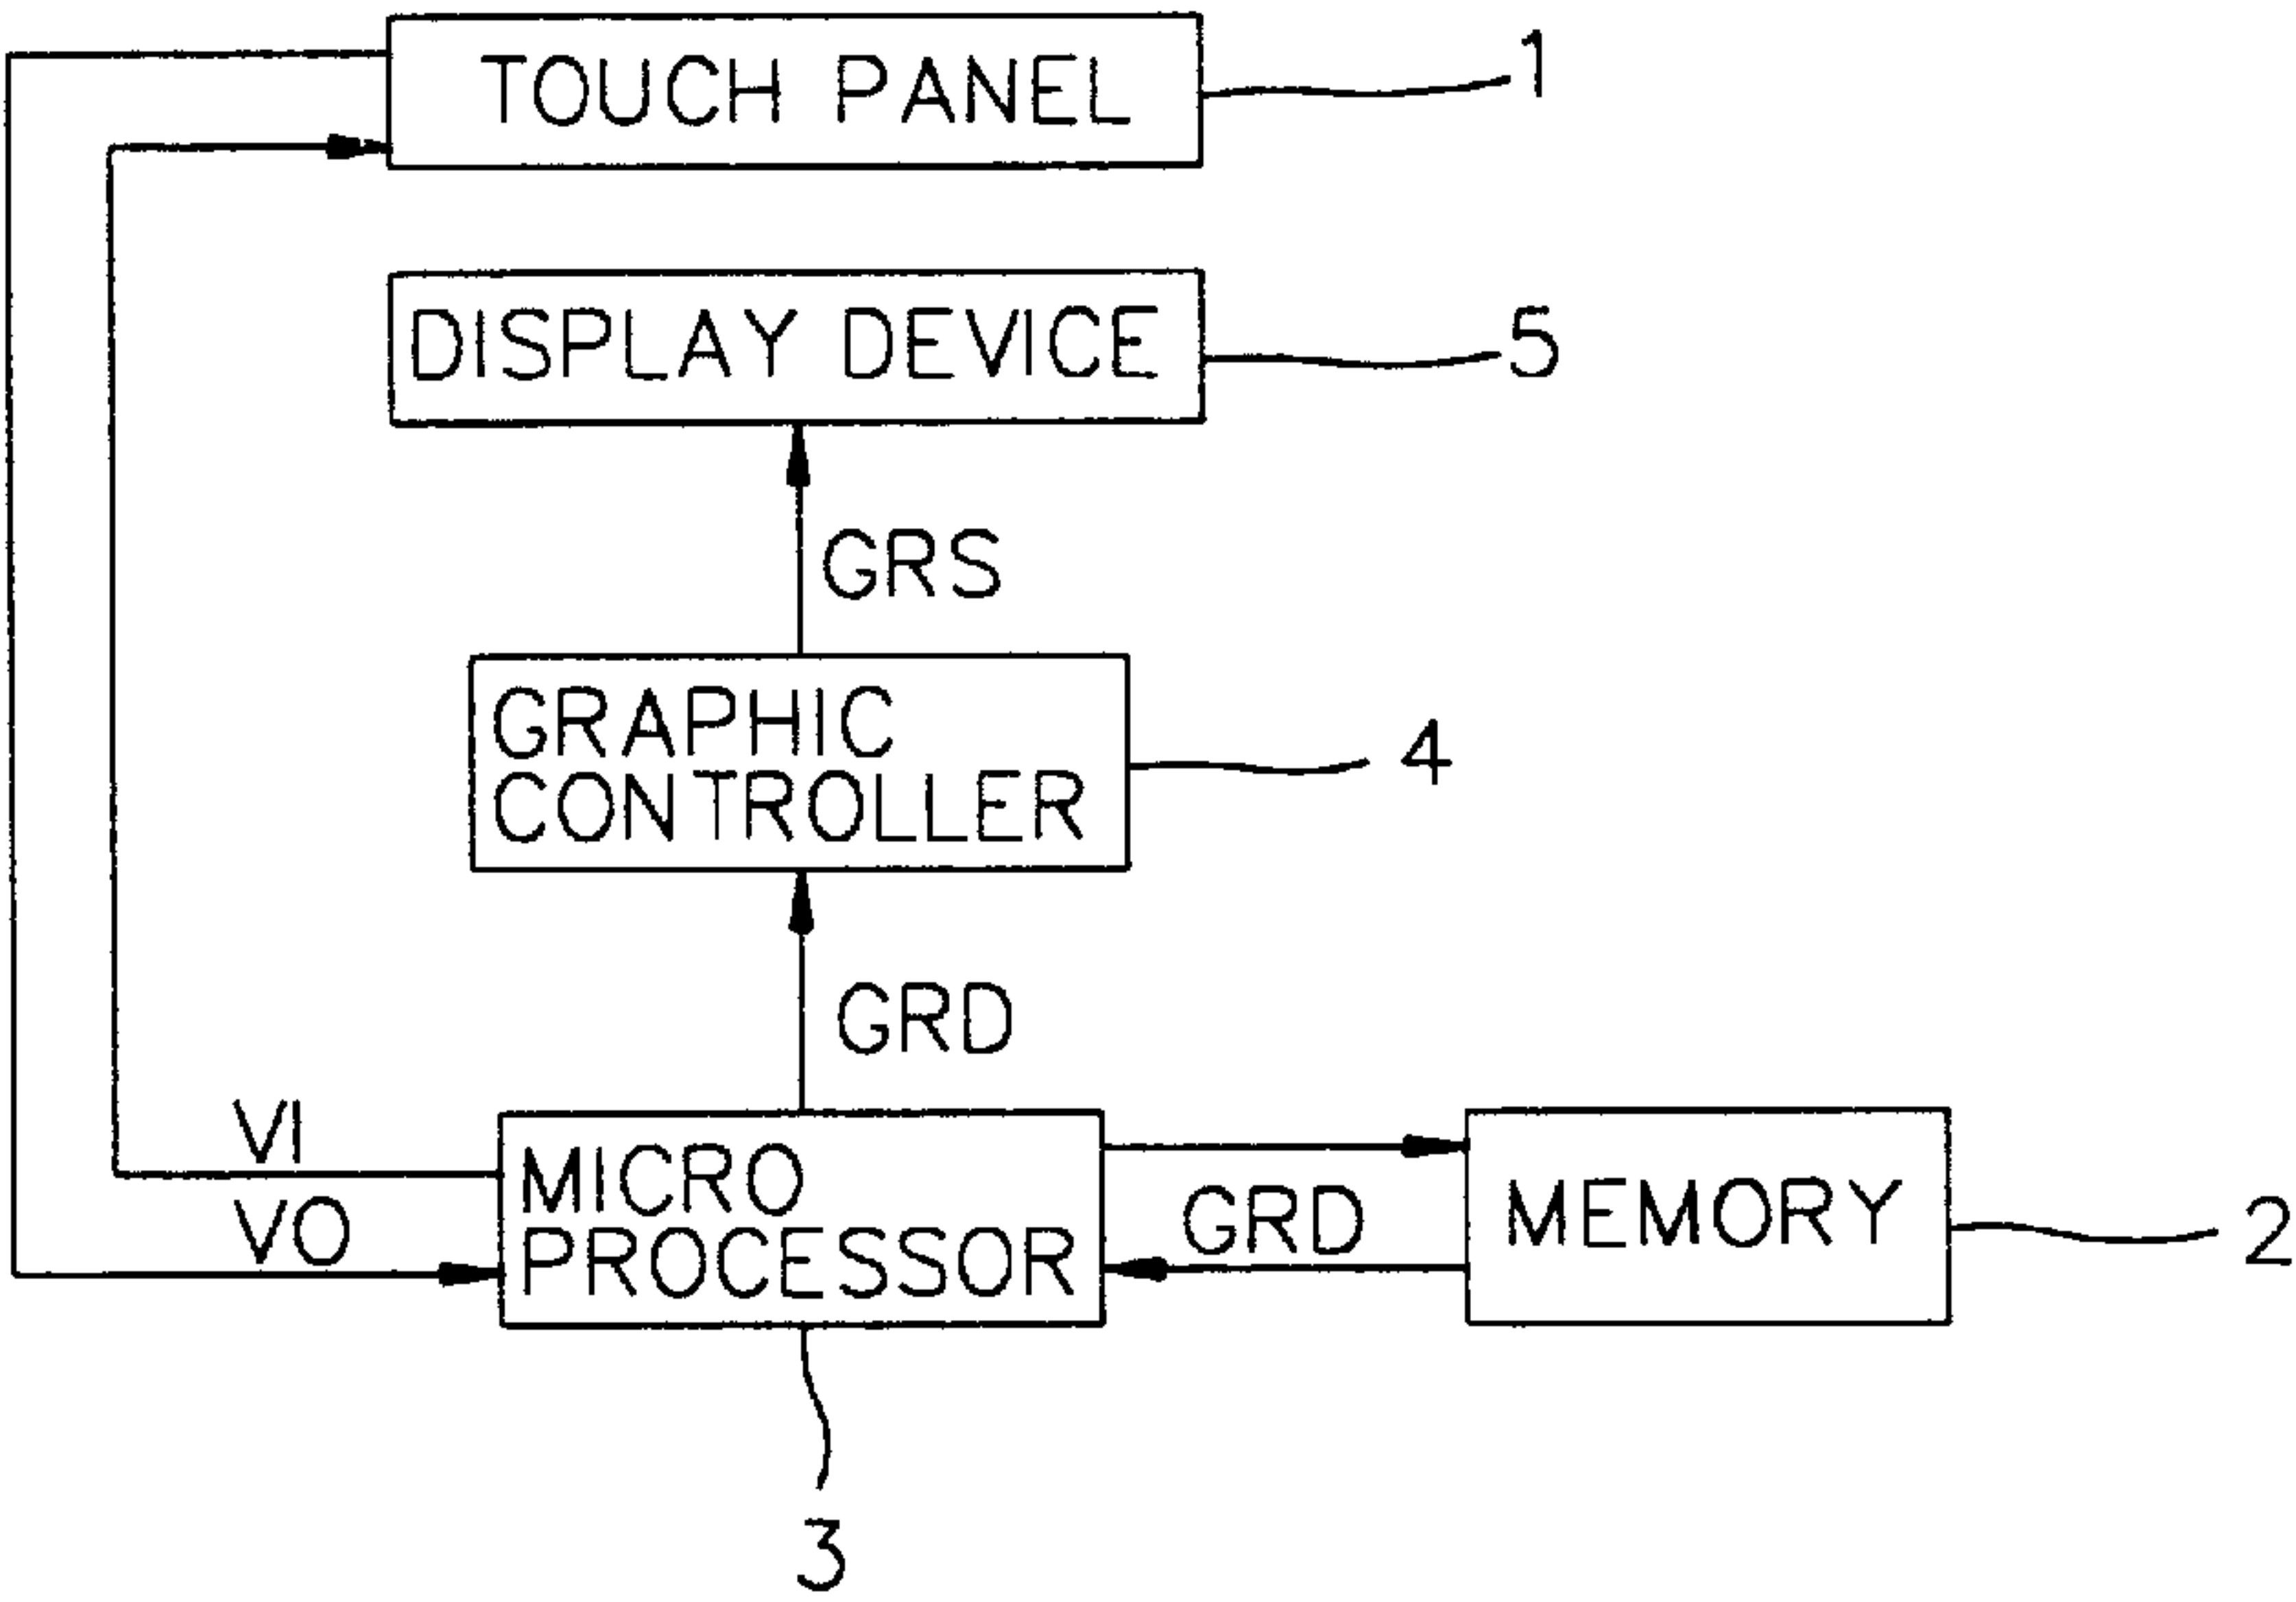 TOUCH PANEL
1
DISPLAY DEVICE
5
GRS
GRAPHIC
CONTROLLER
4
GRD
VI
VO
MICRO
PROCESSOR
GRD
MEMORY
2
3